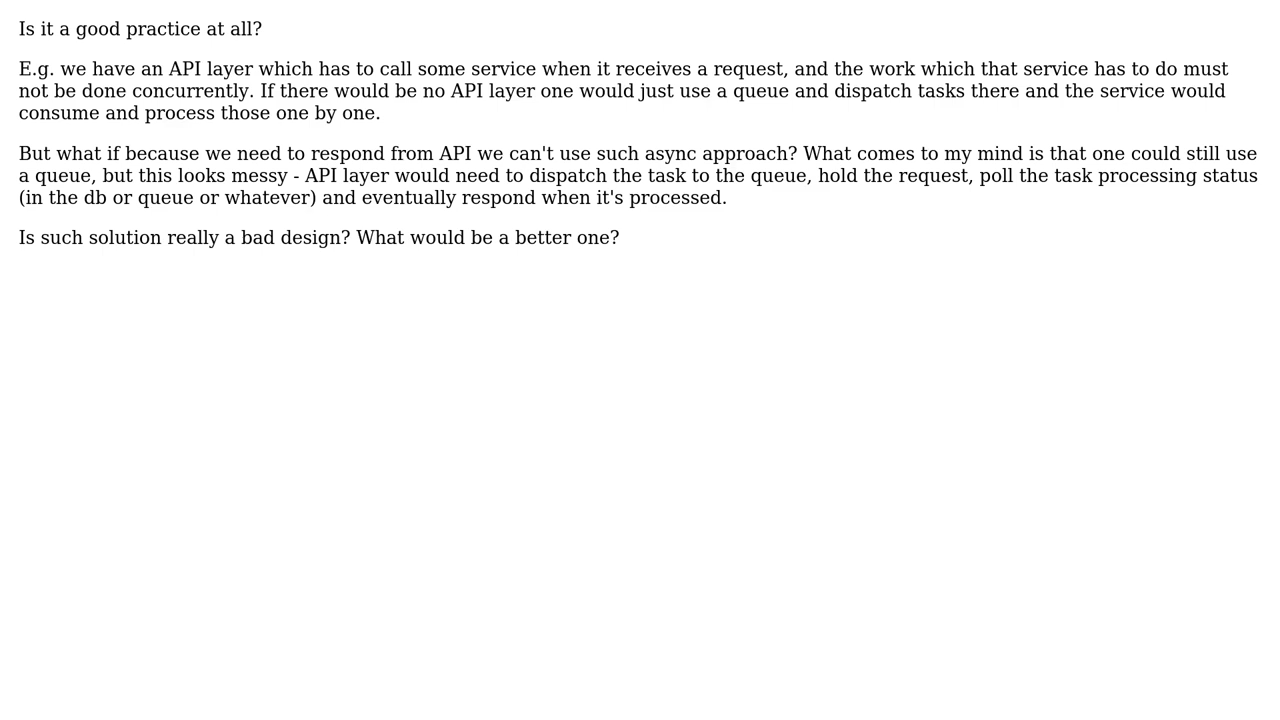 Is it a good practice at all?
E.g. we have an API layer which has to call some service when it receives a request, and the work which that service has to do must
not be done concurrently. If there would be no API layer one would just use a queue and dispatch tasks there and the service would
consume and process those one by one.
But what if because we need to respond from API we can't use such async approach? What comes to my mind is that one could still use
a queue, but this looks messy - API layer would need to dispatch the task to the queue, hold the request, poll the task processing status
(in the db or queue or whatever) and eventually respond when it's processed.
Is such solution really a bad design? What would be a better one?